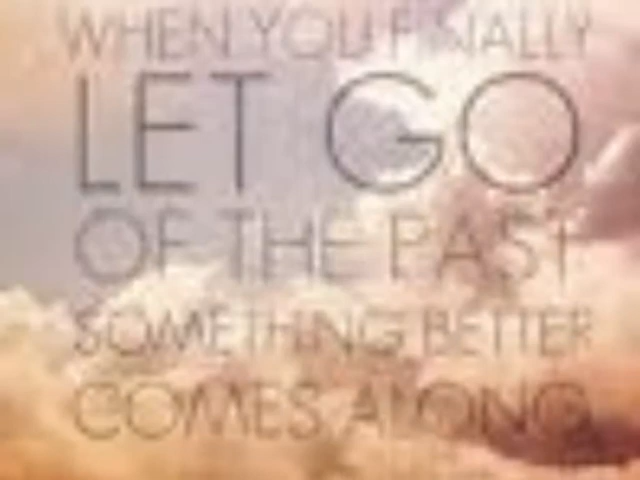 WHEN YOU FINALLY
LET GO
OF THE PAST
SOMETHING BETTER
COMES ALONG.